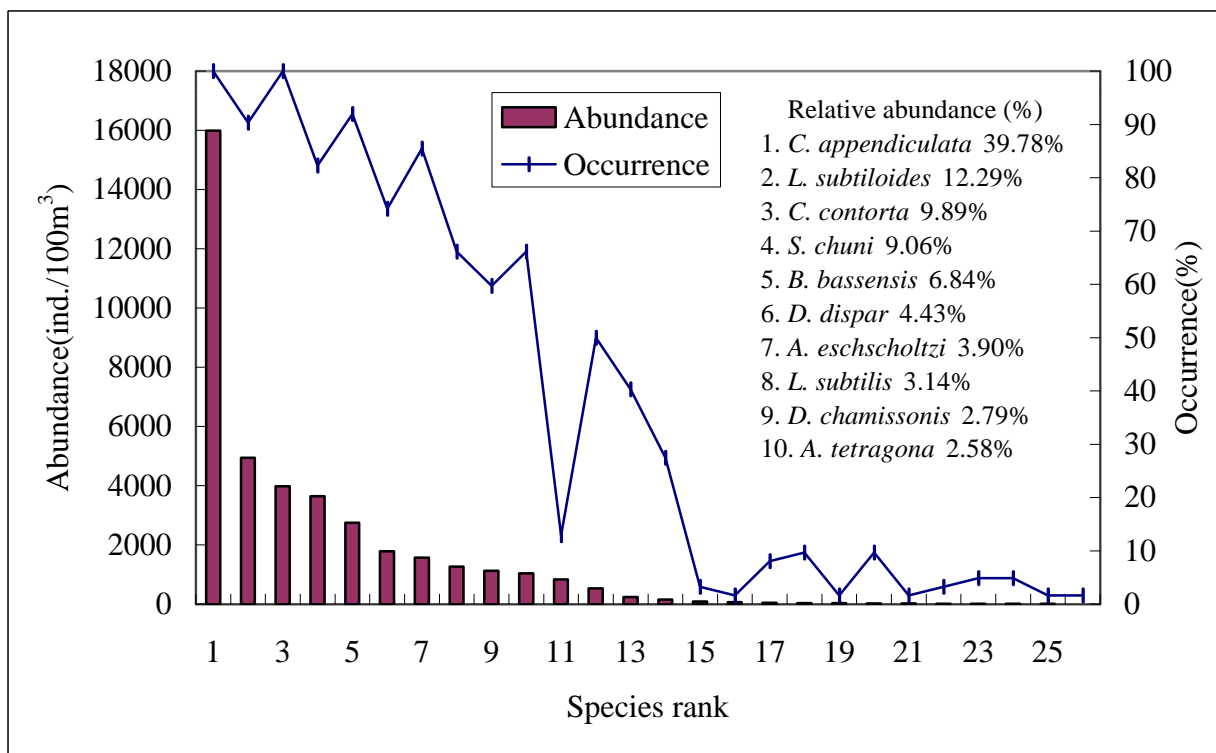 18000
16000
14000
12000
10000
8000
6000
4000
2000
0
Abundance(ind./100m³)
100
90
80
70
60
50
40
30
20
10
0
Occurrence(%)
Abundance
Occurrence
Relative abundance (%)
1. C. appendiculata 39.78%
2. L. subtiloides 12.29%
3. C. contorta 9.89%
4. S. chuni 9.06%
5. B. bassensis 6.84%
6. D. dispar 4.43%
7. A. eschscholtzi 3.90%
8. L. subtilis 3.14%
9. D. chamissonis 2.79%
10. A. tetragona 2.58%
1 3 5 7 9 11 13 15 17 19 21 23 25
Species rank